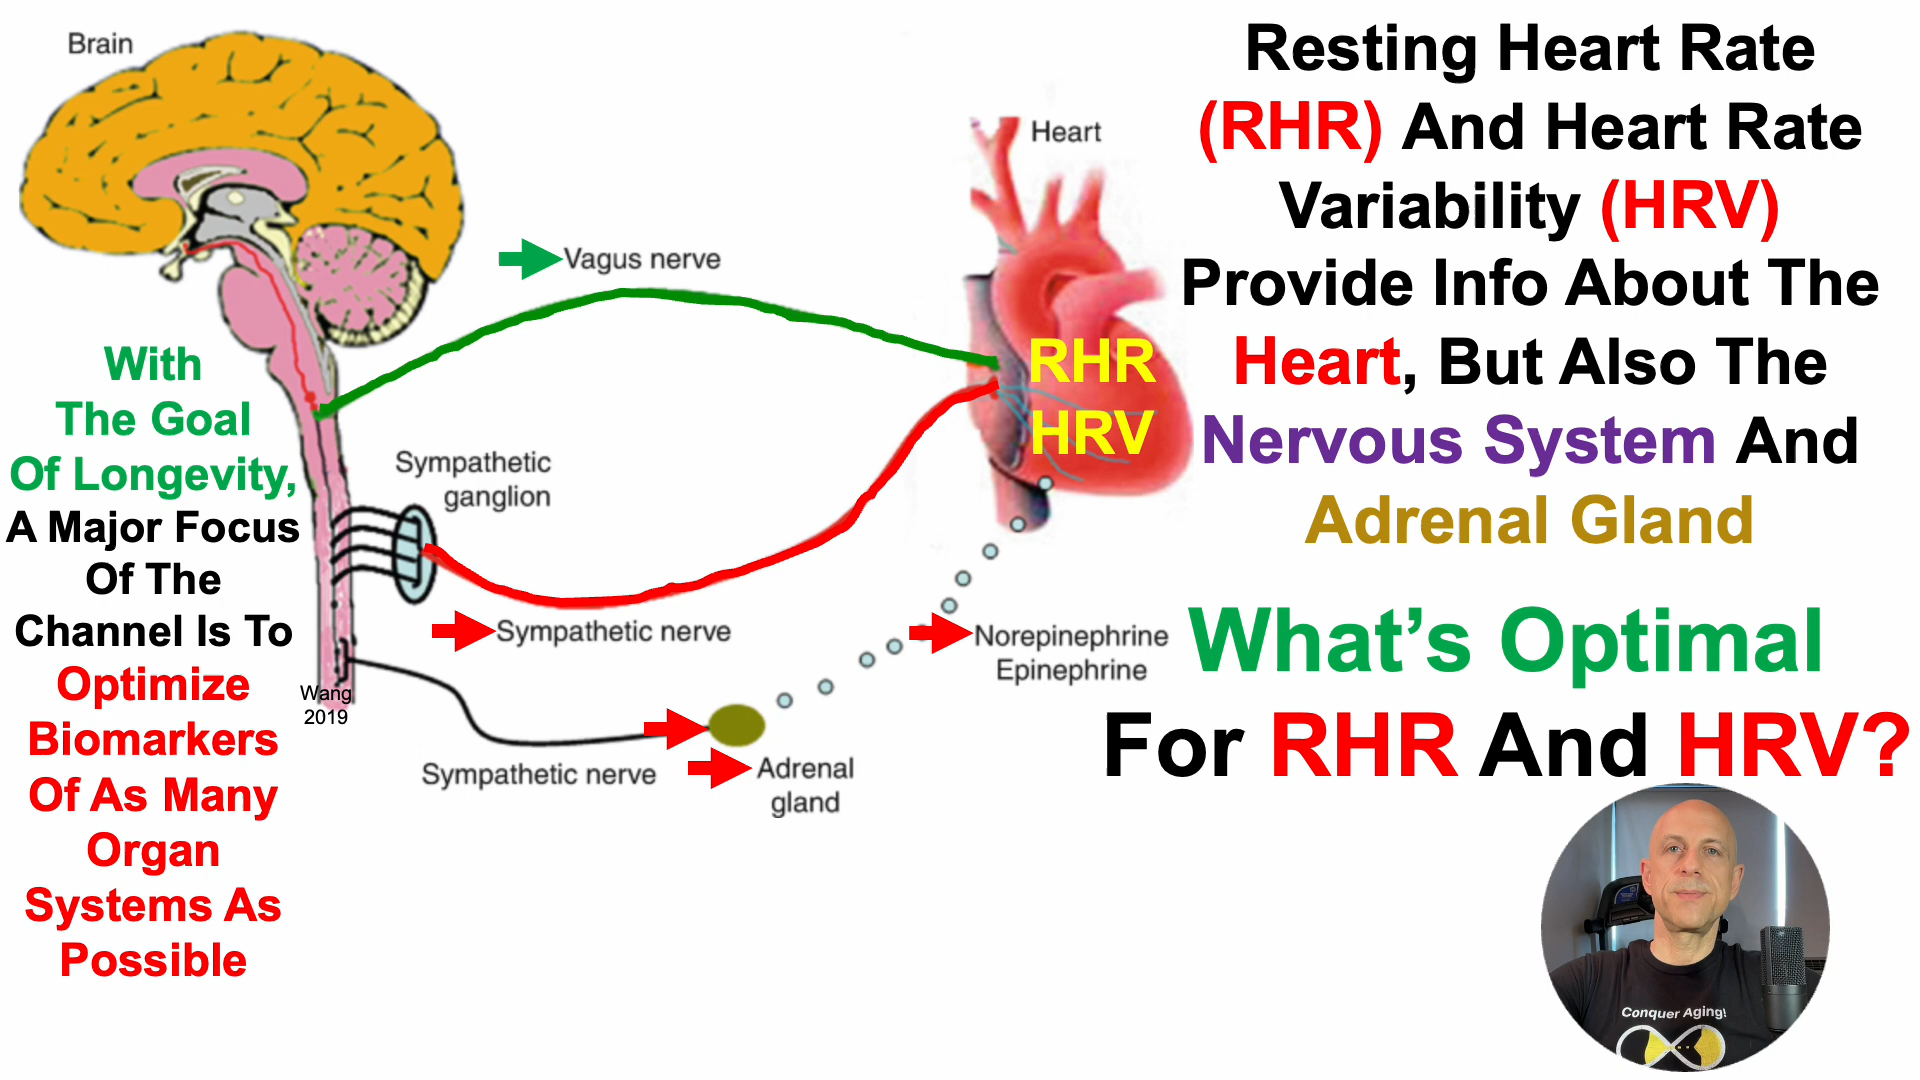 Brain
Vagus nerve
Heart
RHR
HRV
Sympathetic
ganglion
Sympathetic nerve
Norepinephrine
Epinephrine
Sympathetic nerve
Adrenal
gland
Wang
2019
With
The Goal
Of Longevity,
A Major Focus
Of The
Channel Is To
Optimize
Biomarkers
Of As Many
Organ
Systems As
Possible
Resting Heart Rate
(RHR) And Heart Rate
Variability (HRV)
Provide Info About The
Heart, But Also The
Nervous System And
Adrenal Gland
What’s Optimal
For RHR And HRV?
Conquer Aging!